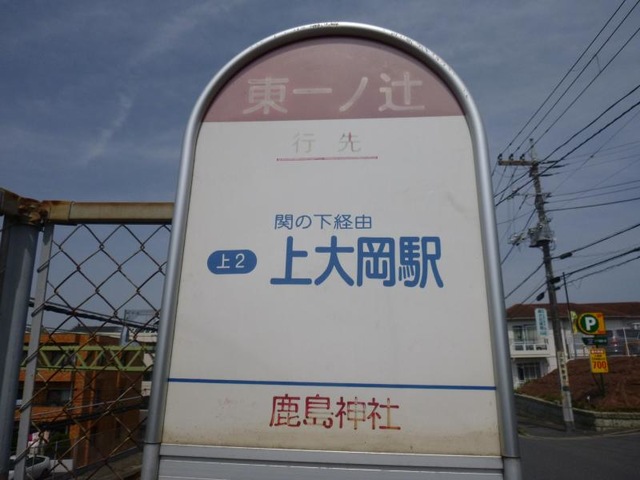 東一ノ辻
行先
関の下経由
上2 上大岡駅
鹿島神社
P
700